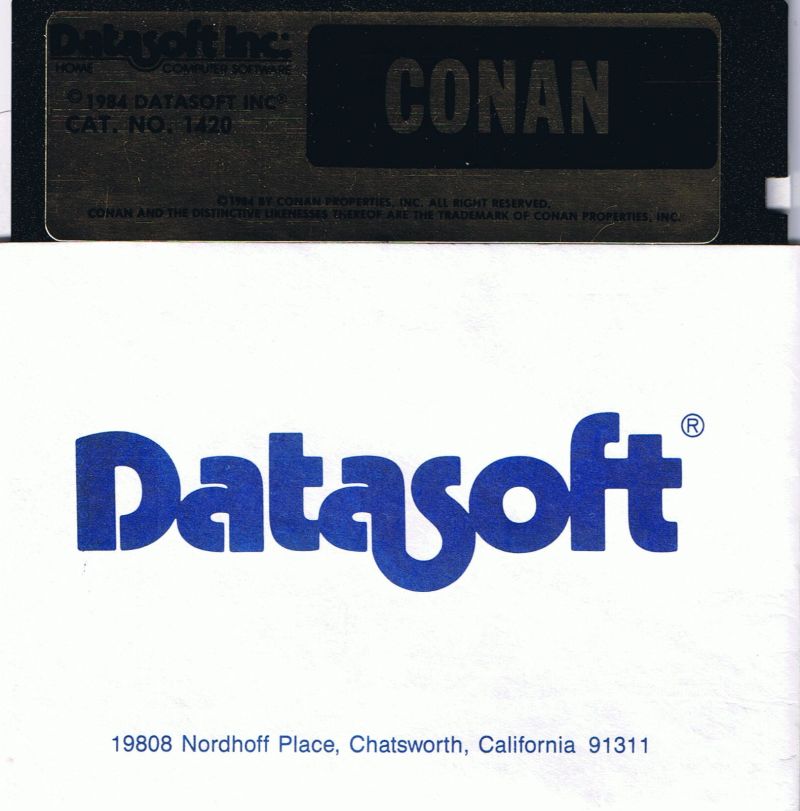 Datasoft Inc.
HOME COMPUTER SOFTWARE
© 1984 DATASOFT INC®
CAT. NO. 1420
CONAN
©1984 BY CONAN PROPERTIES, INC. ALL RIGHT RESERVED.
CONAN AND THE DISTINCTIVE LIKENESSES THEREOF ARE THE TRADEMARK OF CONAN PROPERTIES, INC.
Datasoft®
19808 Nordhoff Place, Chatsworth, California 91311